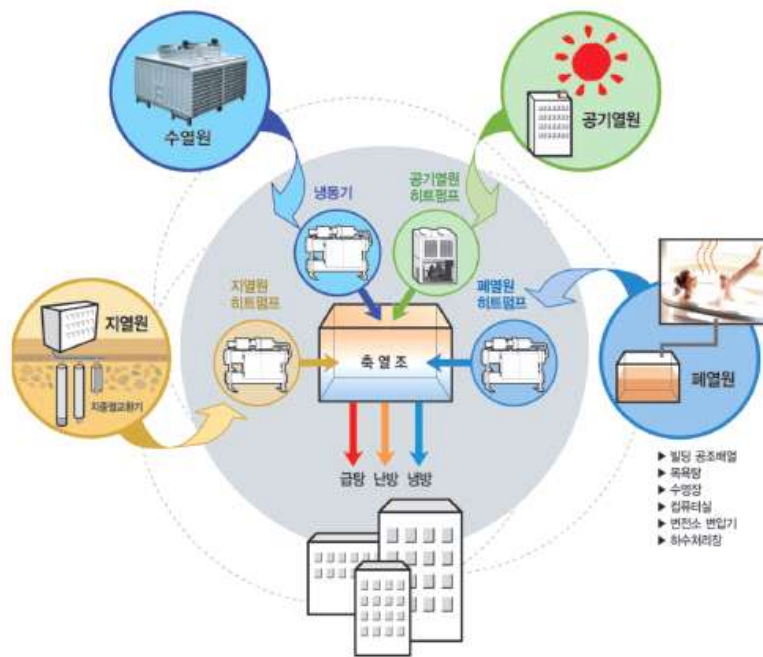 수열원
공기열원
냉동기
공기열원
히트펌프
지열원
히트펌프
폐열원
히트펌프
지열원
지중열교환기
축열조
폐열원
급탕
난방
냉방
▶ 빌딩 공조배열
▶ 목욕탕
▶ 수영장
▶ 컴퓨터실
▶ 변전소 변압기
▶ 하수처리장